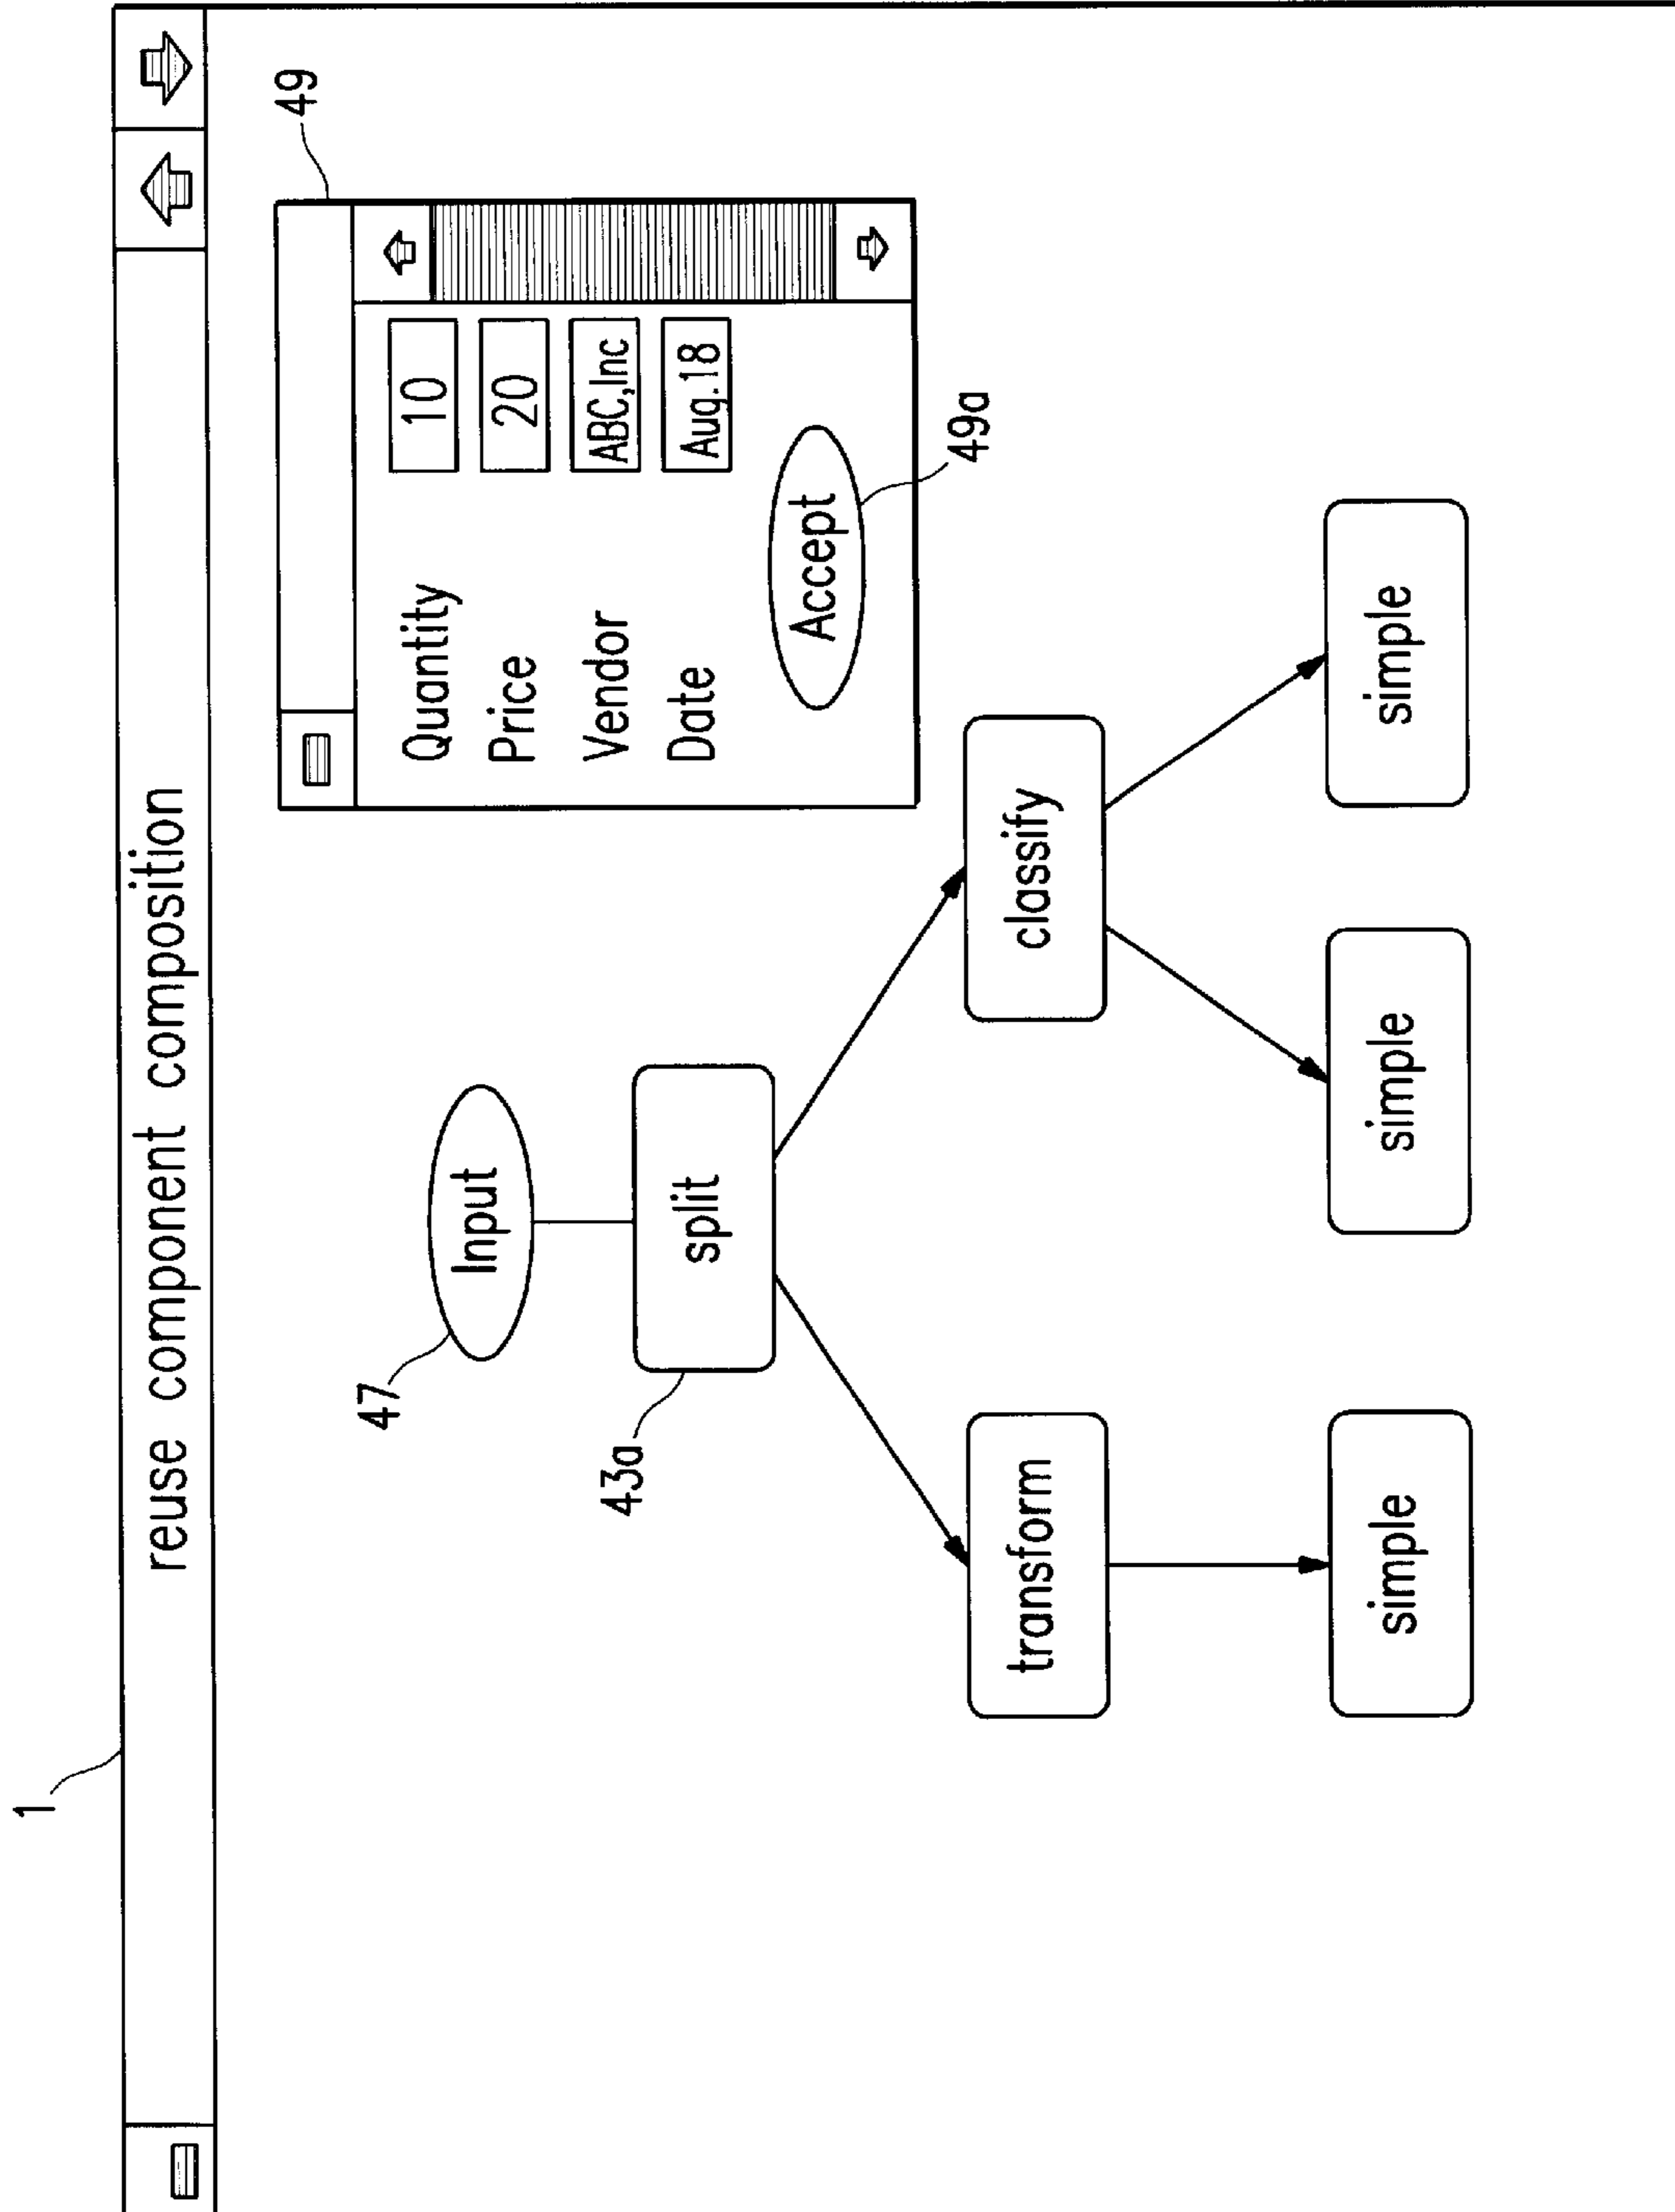 1
reuse component composition
49
Quantity 10
Price 20
Vendor ABC,Inc
Date Aug.18
Accept
49a
47
Input
43a
split
transform
classify
simple
simple
simple